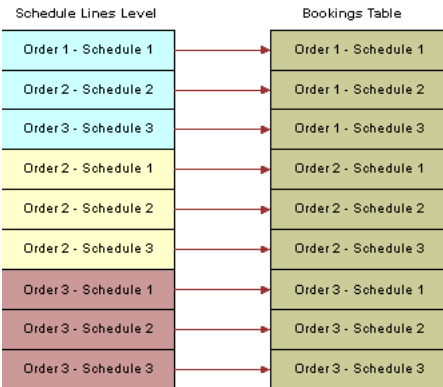 Schedule Lines Level Bookings Table
Order 1 - Schedule 1 Order 1 - Schedule 1
Order 2 - Schedule 2 Order 1 - Schedule 2
Order 3 - Schedule 3 Order 1 - Schedule 3
Order 2 - Schedule 1 Order 2 - Schedule 1
Order 2 - Schedule 2 Order 2 - Schedule 2
Order 2 - Schedule 3 Order 2 - Schedule 3
Order 3 - Schedule 1 Order 3 - Schedule 1
Order 3 - Schedule 2 Order 3 - Schedule 2
Order 3 - Schedule 3 Order 3 - Schedule 3